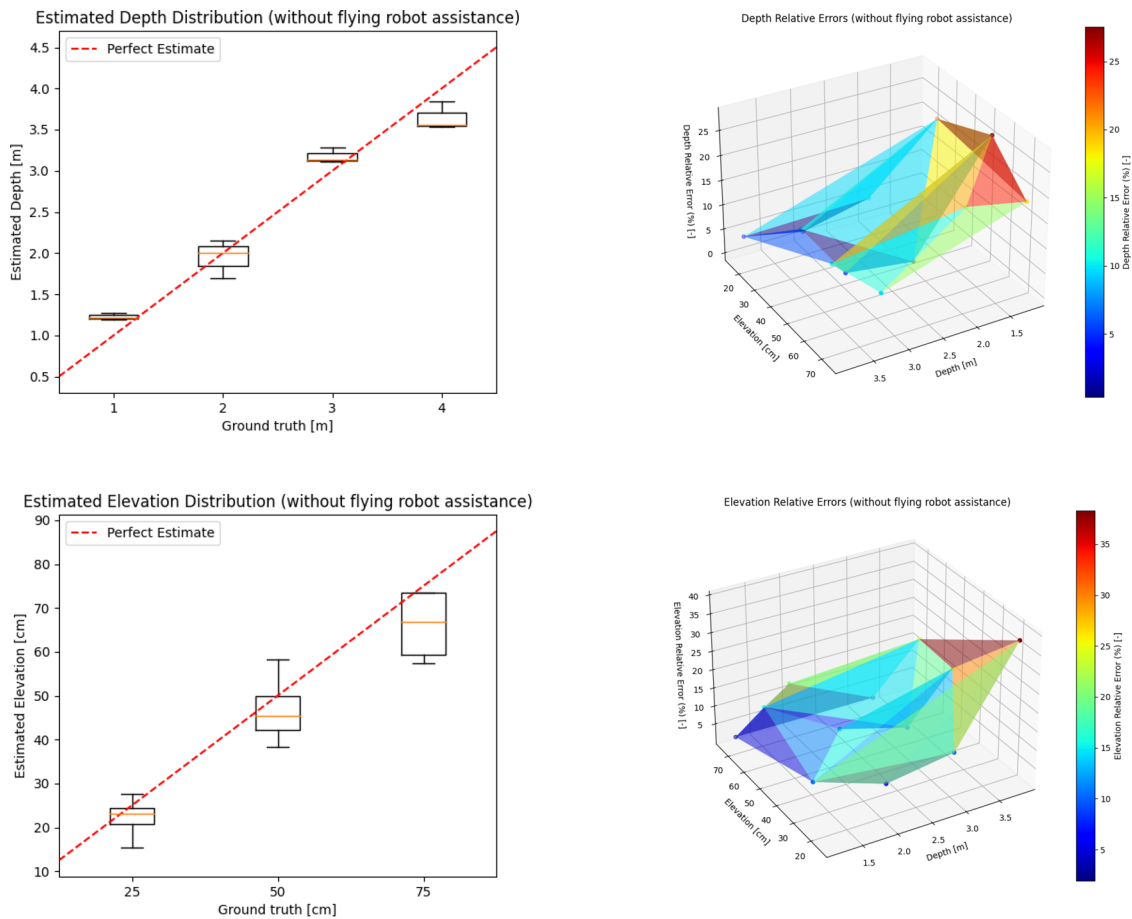 Estimated Depth Distribution (without flying robot assistance)
Perfect Estimate
4.5
4.0
3.5
3.0
2.5
2.0
1.5
1.0
0.5
Estimated Depth [m]
1 2 3 4
Ground truth [m]
Depth Relative Errors (without flying robot assistance)
25
20
15
10
5
0
Depth Relative Error (%) [-]
20
30
40
50
60
70
Elevation [cm]
3.5 3.0 2.5 2.0 1.5
Depth [m]
25
20
15
10
5
Depth Relative Error (%) [-]
Estimated Elevation Distribution (without flying robot assistance)
Perfect Estimate
90
80
70
60
50
40
30
20
10
Estimated Elevation [cm]
25 50 75
Ground truth [cm]
Elevation Relative Errors (without flying robot assistance)
40
35
30
25
20
15
10
5
Elevation Relative Error (%) [-]
70
60
50
40
30
20
Elevation [cm]
1.5 2.0 2.5 3.0 3.5
Depth [m]
35
30
25
20
15
10
5
Elevation Relative Error (%) [-]